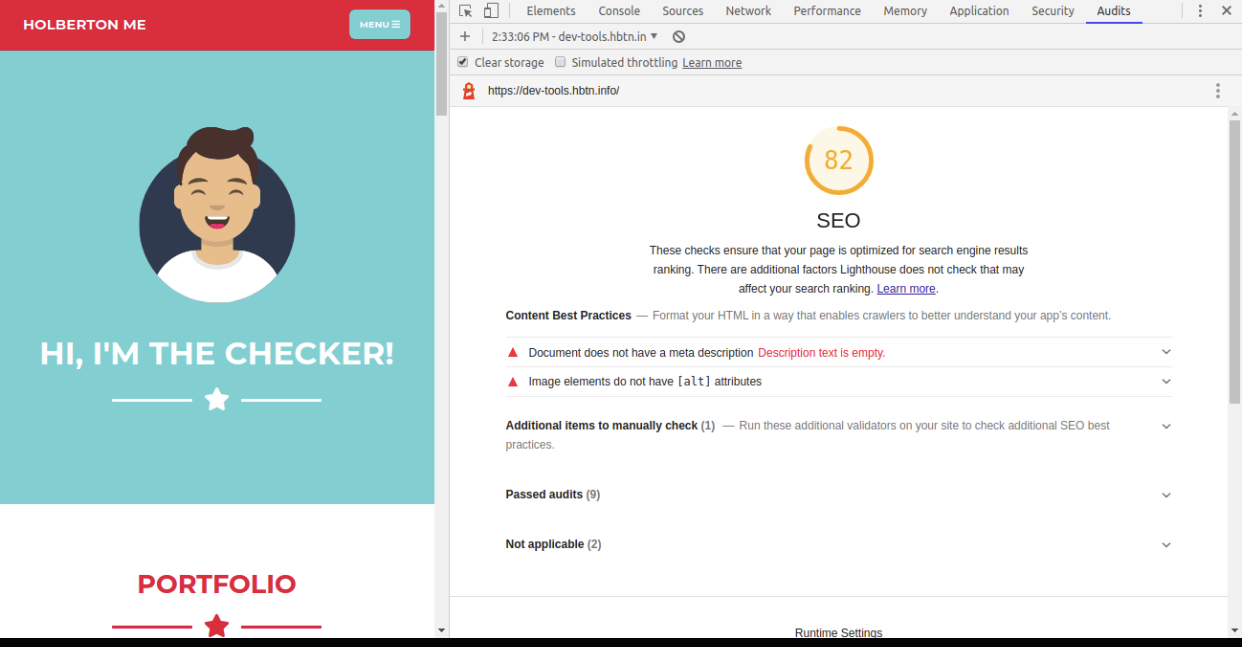 HOLBERTON ME
MENU
HI, I'M THE CHECKER!
PORTFOLIO
Elements Console Sources Network Performance Memory Application Security Audits
2:33:06 PM - dev-tools.hbtn.in
Clear storage Simulated throttling Learn more
https://dev-tools.hbtn.info/
82
SEO
These checks ensure that your page is optimized for search engine results
ranking. There are additional factors Lighthouse does not check that may
affect your search ranking. Learn more.
Content Best Practices — Format your HTML in a way that enables crawlers to better understand your app's content.
Document does not have a meta description Description text is empty.
Image elements do not have [alt] attributes
Additional items to manually check (1) — Run these additional validators on your site to check additional SEO best
practices.
Passed audits (9)
Not applicable (2)
Runtime Settings